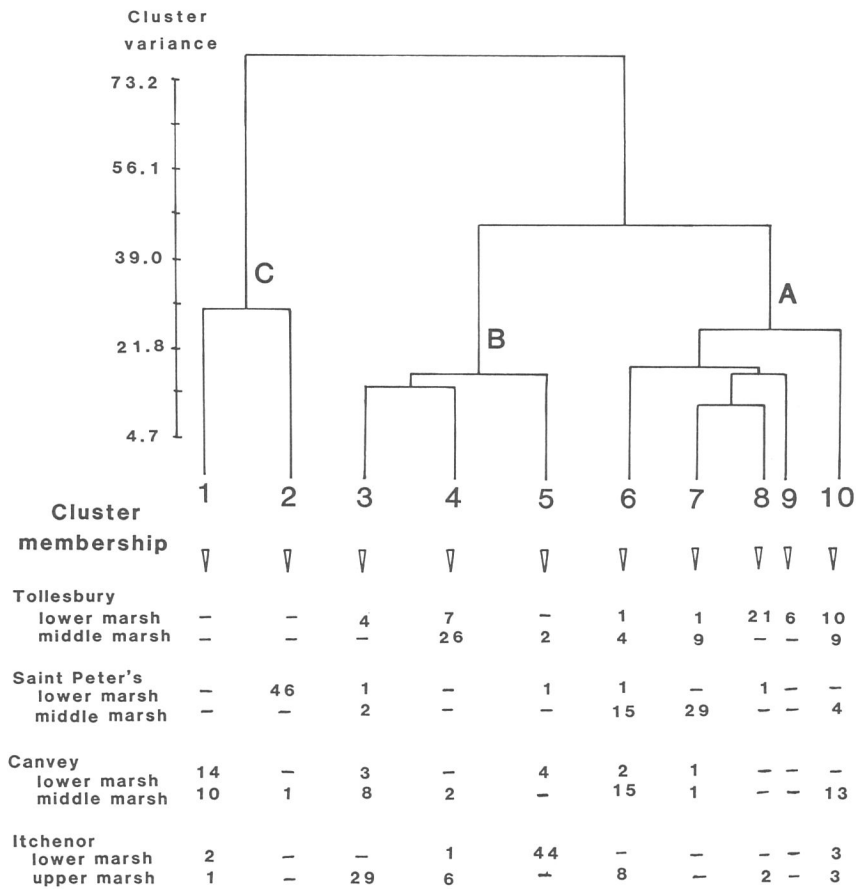 Cluster
variance
73.2
56.1
39.0
21.8
4.7
C
B
A
1 2 3 4 5 6 7 8 9 10
Cluster
membership
Tollesbury
lower marsh – – 4 7 – 1 1 21 6 10
middle marsh – – – 26 2 4 9 – – 9
Saint Peter's
lower marsh – 46 1 – 1 1 – 1 – –
middle marsh – – 2 – – 15 29 – – 4
Canvey
lower marsh 14 – 3 – 4 2 1 – – –
middle marsh 10 1 8 2 – 15 1 – – 13
Itchenor
lower marsh 2 – – 1 44 – – – – 3
upper marsh 1 – 29 6 – 8 – 2 – 3